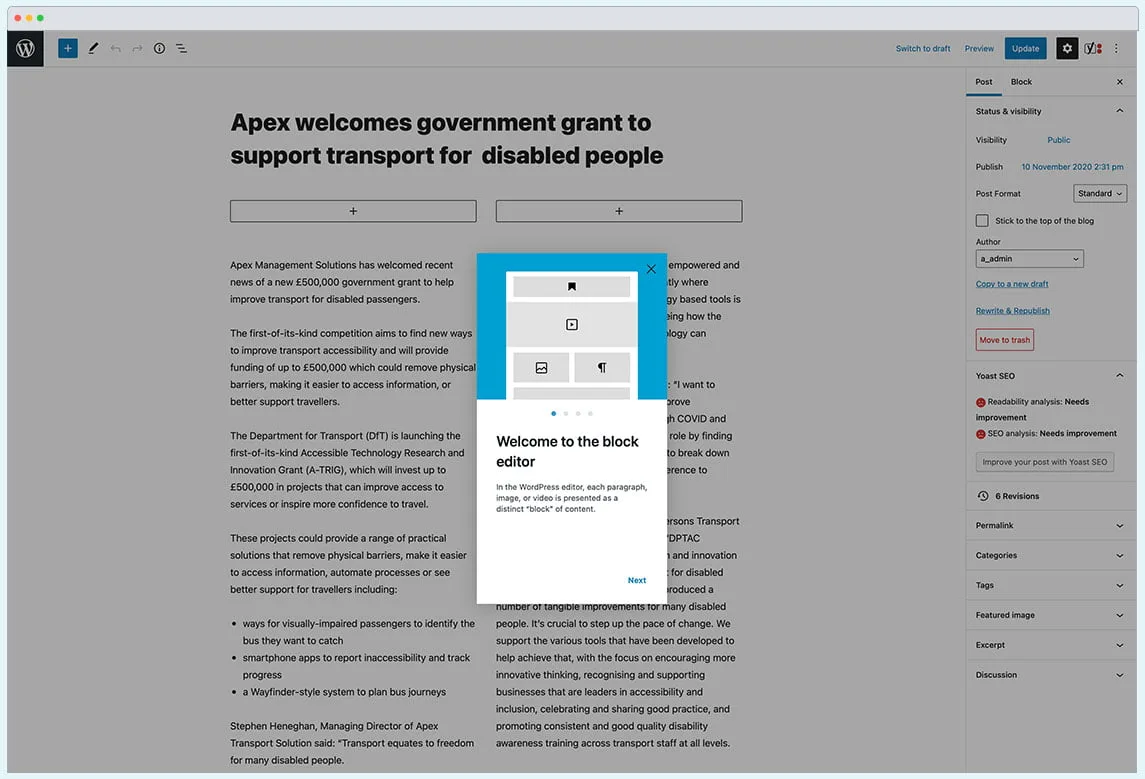 Switch to draft
Preview
Update
Apex welcomes government grant to
support transport for disabled people
Apex Management Solutions has welcomed recent
news of a new £500,000 government grant to help
improve transport for disabled passengers.
The first-of-its-kind competition aims to find new ways
to improve transport accessibility and will provide
funding of up to £500,000 which could remove physical
barriers, making it easier to access information, or
better support travellers.
The Department for Transport (DfT) is launching the
first-of-its-kind Accessible Technology Research and
Innovation Grant (A-TRIG), which will invest up to
£500,000 in projects that can improve access to
services or inspire more confidence to travel.
These projects could provide a range of practical
solutions that remove physical barriers, make it easier
to access information, automate processes or see
better support for travellers including:
• ways for visually-impaired passengers to identify the
bus they want to catch
• smartphone apps to report inaccessibility and track
progress
• a Wayfinder-style system to plan bus journeys
Stephen Heneghan, Managing Director of Apex
Transport Solution said: “Transport equates to freedom
for many disabled people.
empowered and
where
gy based tools is
eing how the
ology can
: “I want to
prove
gh COVID and
role by finding
to break down
erence to
ersons Transport
DPTAC
and innovation
for disabled
roduced a
number of tangible improvements for many disabled
people. It's crucial to step up the pace of change. We
support the various tools that have been developed to
help achieve that, with the focus on encouraging more
innovative thinking, recognising and supporting
businesses that are leaders in accessibility and
inclusion, celebrating and sharing good practice, and
promoting consistent and good quality disability
awareness training across transport staff at all levels.
Welcome to the block
editor
In the WordPress editor, each paragraph,
image, or video is presented as a
distinct “block” of content.
Next
Post
Block
Status & visibility
Visibility
Public
Publish
10 November 2020 2:31 pm
Post Format
Standard
Stick to the top of the blog
Author
a_admin
Copy to a new draft
Rewrite & Republish
Move to trash
Yoast SEO
Readability analysis: Needs
improvement
SEO analysis: Needs improvement
Improve your post with Yoast SEO
6 Revisions
Permalink
Categories
Tags
Featured image
Excerpt
Discussion